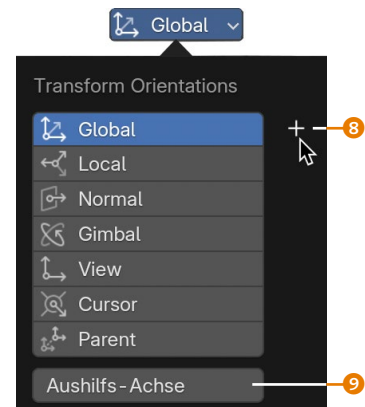 Global
Transform Orientations
Global
8
Local
Normal
Gimbal
View
Cursor
Parent
Aushilfs-Achse
9